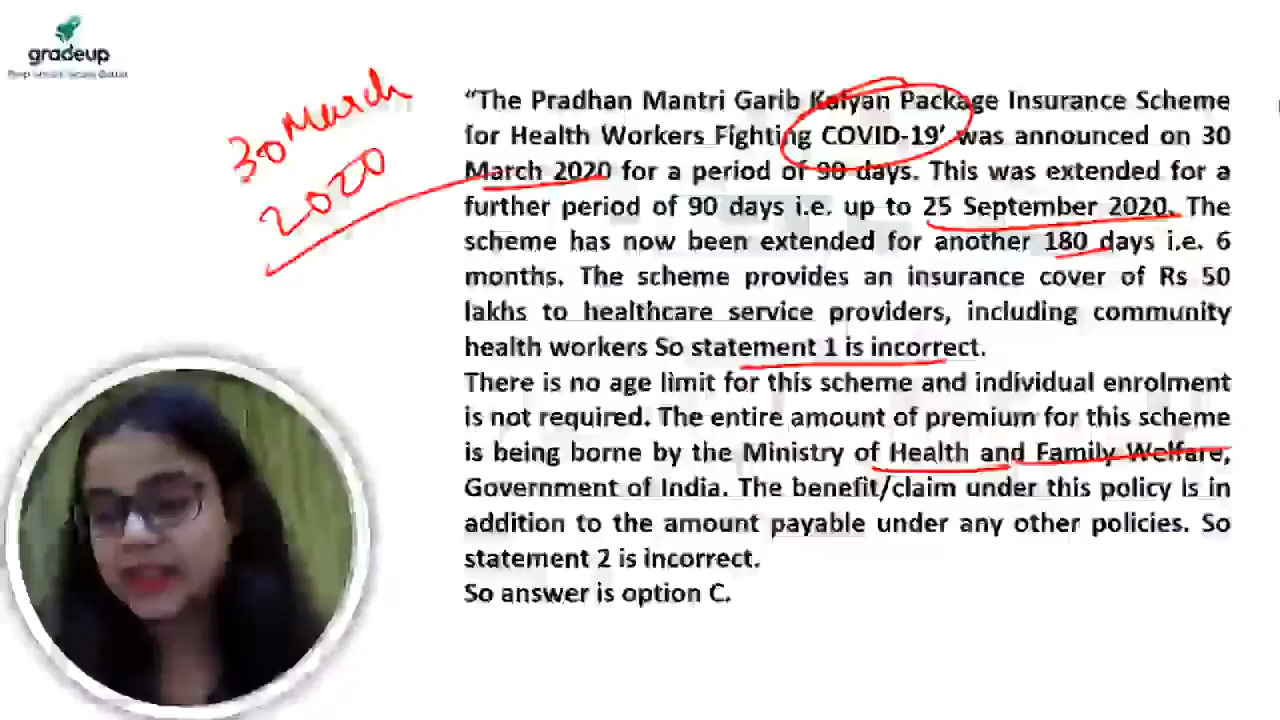 gradeup
30 March
2020
"The Pradhan Mantri Garib Kalyan Package Insurance Scheme
for Health Workers Fighting COVID-19' was announced on 30
March 2020 for a period of 90 days. This was extended for a
further period of 90 days i.e. up to 25 September 2020. The
scheme has now been extended for another 180 days i.e. 6
months. The scheme provides an insurance cover of Rs 50
lakhs to healthcare service providers, including community
health workers So statement 1 is incorrect.
There is no age limit for this scheme and individual enrolment
is not required. The entire amount of premium for this scheme
is being borne by the Ministry of Health and Family Welfare,
Government of India. The benefit/claim under this policy is in
addition to the amount payable under any other policies. So
statement 2 is incorrect.
So answer is option C.